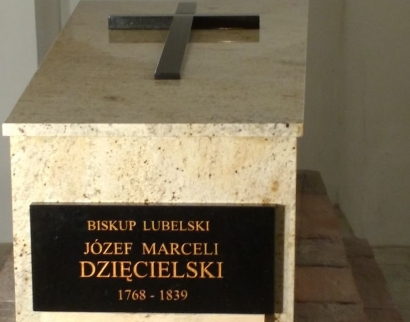 BISKUP LUBELSKI
JÓZEF MARCELI
DZIĘCIELSKI
1768 - 1839